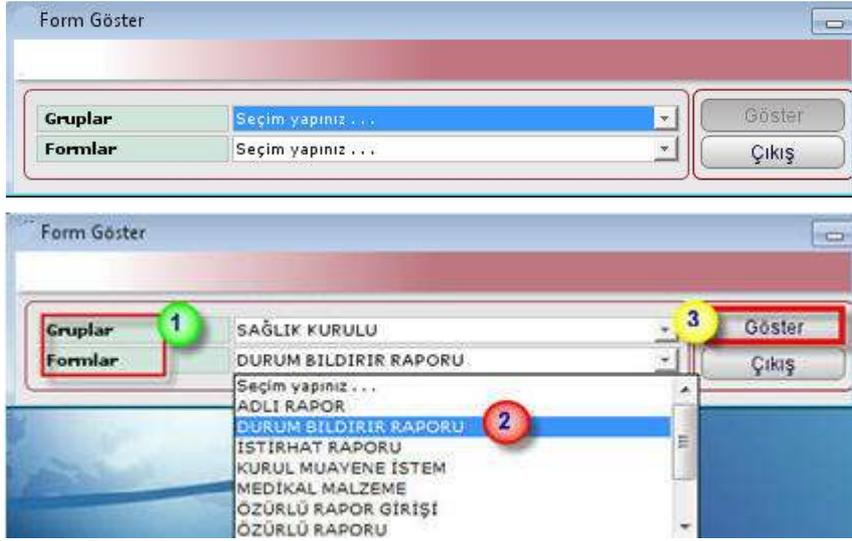 Form Göster
Gruplar Seçim yapınız . . . Göster
Formlar Seçim yapınız . . . Çıkış
Form Göster
Gruplar 1 SAĞLIK KURULU 3 Göster
Formlar DURUM BILDIRIR RAPORU Çıkış
Seçim yapınız . . .
ADLI RAPOR
DURUM BILDIRIR RAPORU 2
İSTİRHAT RAPORU
KURUL MUAYENE İSTEM
MEDİKAL MALZEME
ÖZÜRLÜ RAPOR GİRİŞİ
ÖZÜRLÜ RAPORU